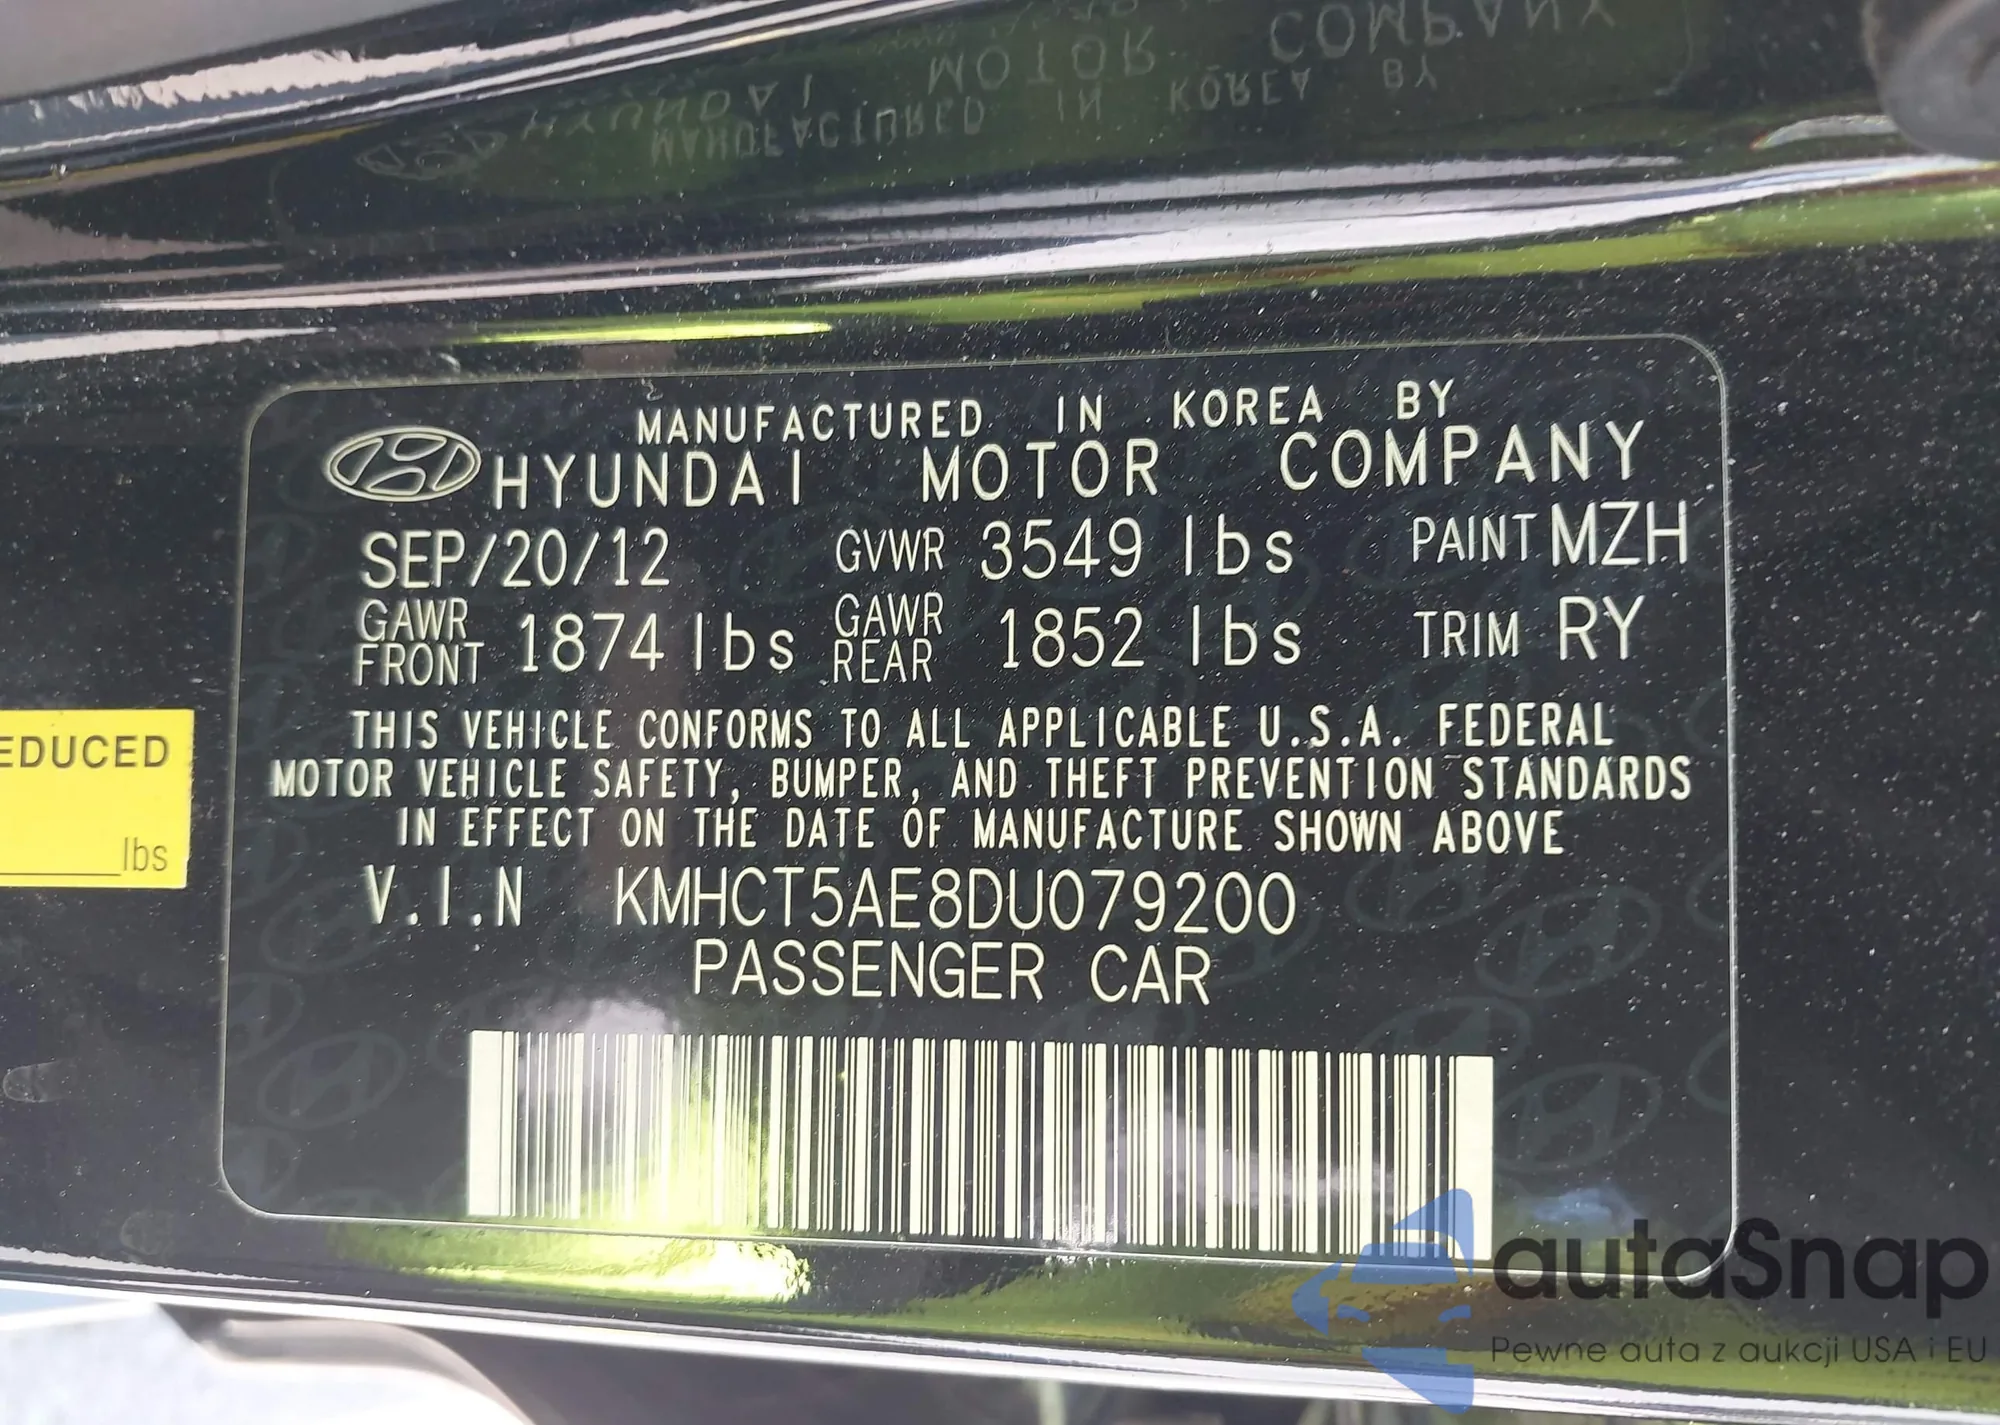 MANUFACTURED IN KOREA BY
HYUNDAI MOTOR COMPANY
SEP/20/12 GVWR 3549 lbs PAINT MZH
GAWR FRONT 1874 lbs GAWR REAR 1852 lbs TRIM RY
THIS VEHICLE CONFORMS TO ALL APPLICABLE U.S.A. FEDERAL
MOTOR VEHICLE SAFETY, BUMPER, AND THEFT PREVENTION STANDARDS
IN EFFECT ON THE DATE OF MANUFACTURE SHOWN ABOVE
V.I.N KMHCT5AE8DU079200
PASSENGER CAR
EDUCED
lbs
autaSnap
Pewne auta z aukcji USA i EU